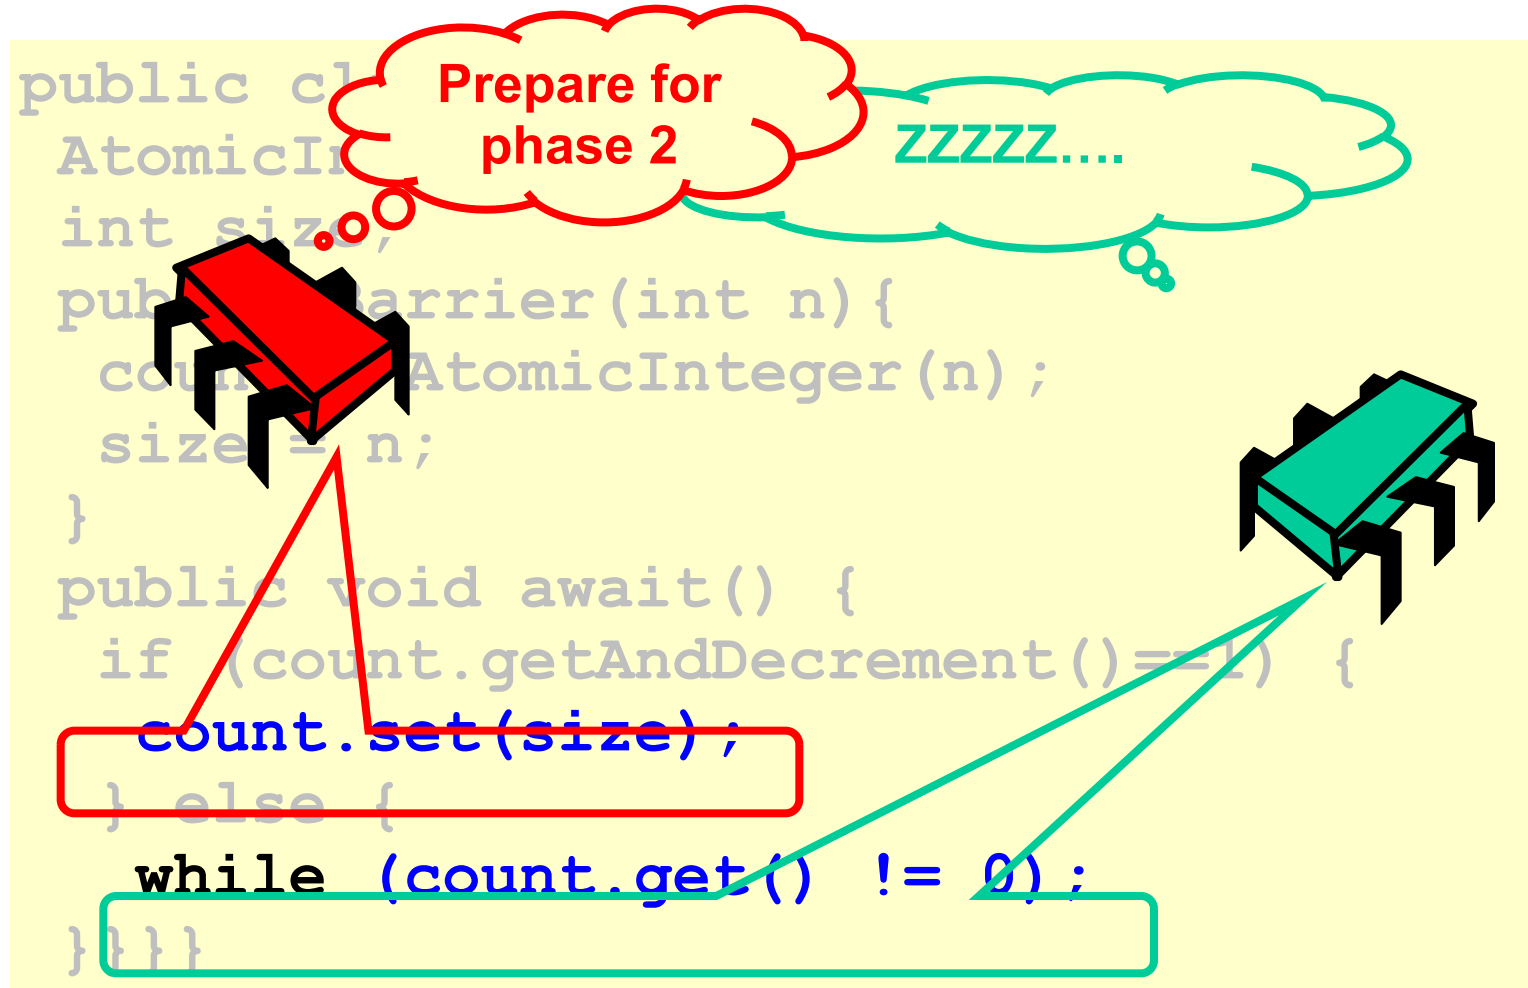 Prepare for
phase 2
ZZZZZ....
public cl
AtomicIn
int size;
pub Barrier(int n){
cou AtomicInteger(n);
size = n;
}
public void await() {
if (count.getAndDecrement()==1) {
count.set(size);
} else {
while (count.get() != 0);
}}}}